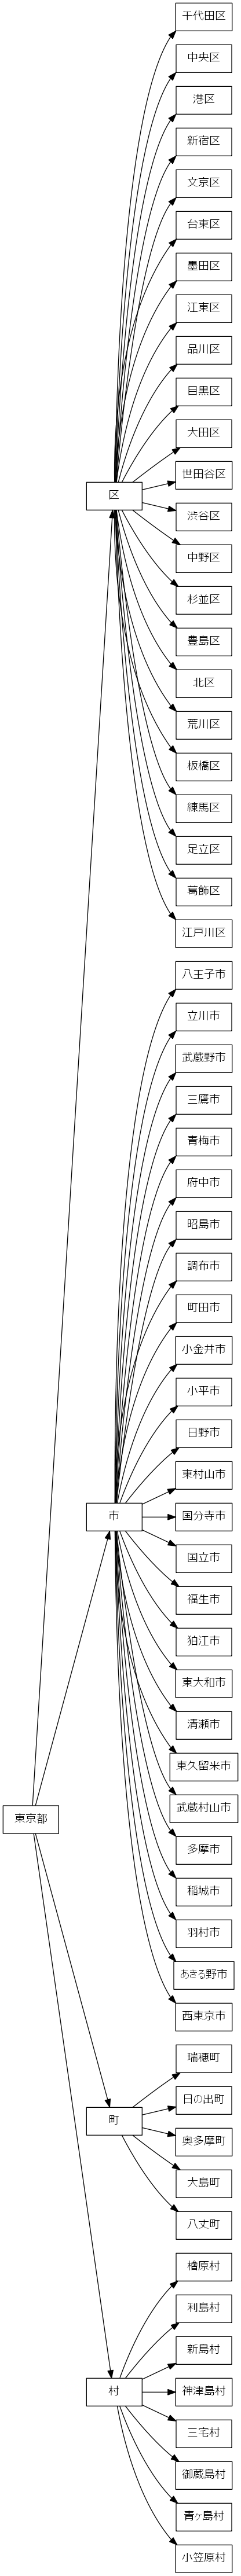 東京都
区
千代田区
中央区
港区
新宿区
文京区
台東区
墨田区
江東区
品川区
目黒区
大田区
世田谷区
渋谷区
中野区
杉並区
豊島区
北区
荒川区
板橋区
練馬区
足立区
葛飾区
江戸川区
市
八王子市
立川市
武蔵野市
三鷹市
青梅市
府中市
昭島市
調布市
町田市
小金井市
小平市
日野市
東村山市
国分寺市
国立市
福生市
狛江市
東大和市
清瀬市
東久留米市
武蔵村山市
多摩市
稲城市
羽村市
あきる野市
西東京市
町
瑞穂町
日の出町
奥多摩町
大島町
八丈町
村
檜原村
利島村
新島村
神津島村
三宅村
御蔵島村
青ヶ島村
小笠原村